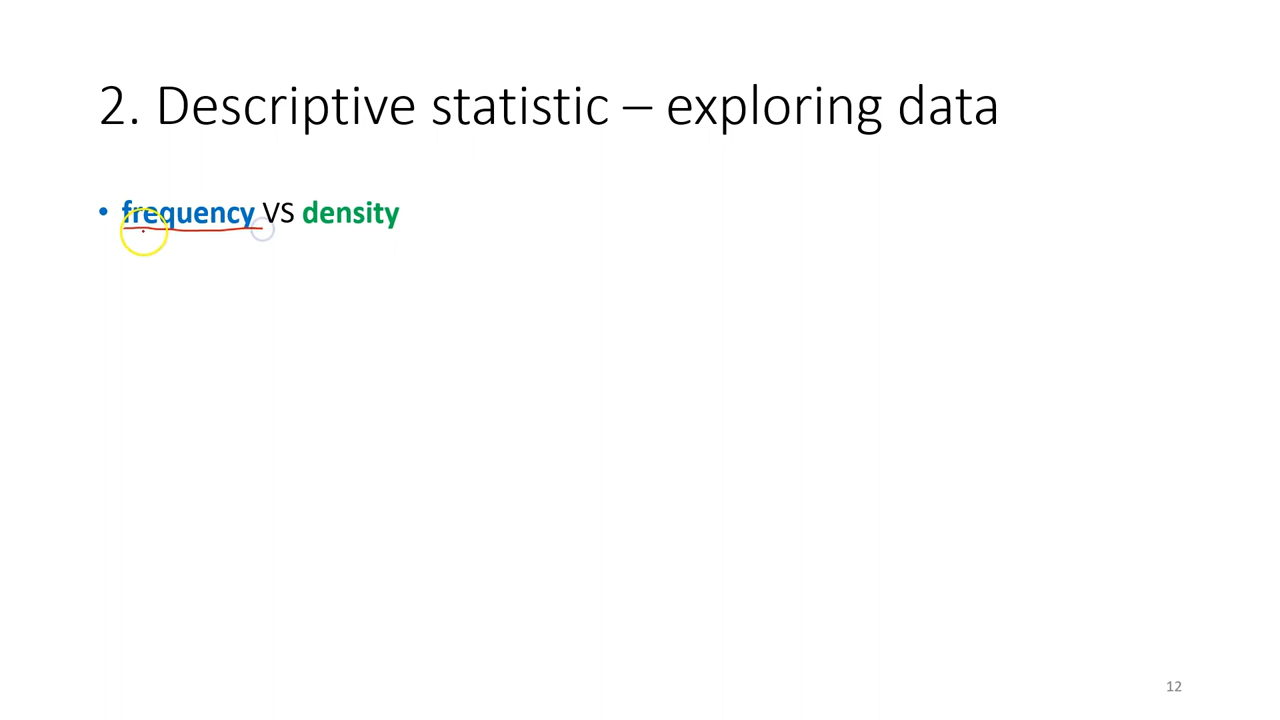 2. Descriptive statistic – exploring data
• frequency VS density
12